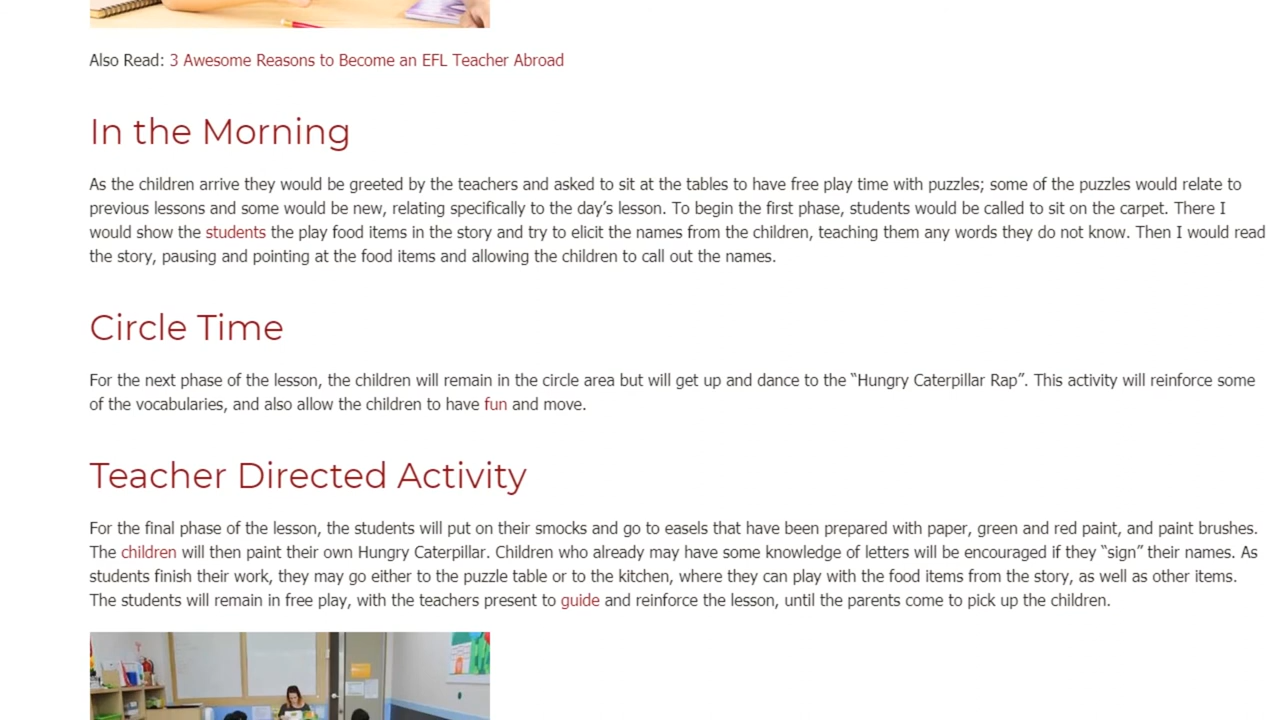 Also Read: 3 Awesome Reasons to Become an EFL Teacher Abroad
In the Morning
As the children arrive they would be greeted by the teachers and asked to sit at the tables to have free play time with puzzles; some of the puzzles would relate to
previous lessons and some would be new, relating specifically to the day’s lesson. To begin the first phase, students would be called to sit on the carpet. There I
would show the students the play food items in the story and try to elicit the names from the children, teaching them any words they do not know. Then I would read
the story, pausing and pointing at the food items and allowing the children to call out the names.
Circle Time
For the next phase of the lesson, the children will remain in the circle area but will get up and dance to the “Hungry Caterpillar Rap”. This activity will reinforce some
of the vocabularies, and also allow the children to have fun and move.
Teacher Directed Activity
For the final phase of the lesson, the students will put on their smocks and go to easels that have been prepared with paper, green and red paint, and paint brushes.
The children will then paint their own Hungry Caterpillar. Children who already may have some knowledge of letters will be encouraged if they “sign” their names. As
students finish their work, they may go either to the puzzle table or to the kitchen, where they can play with the food items from the story, as well as other items.
The students will remain in free play, with the teachers present to guide and reinforce the lesson, until the parents come to pick up the children.